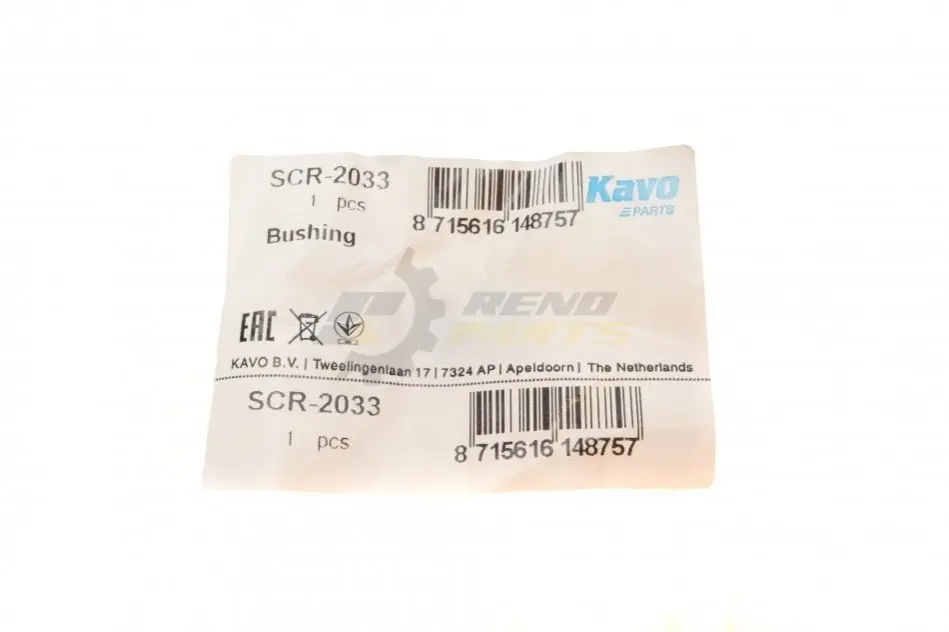 SCR-2033
1 pcs
Bushing
8 715616 148757
Kavo
PARTS
RENO
PARTS
EAC
KAVO B.V. | Tweelingenlaan 17 | 7324 AP | Apeldoorn | The Netherlands
SCR-2033
1 pcs
8 715616 148757